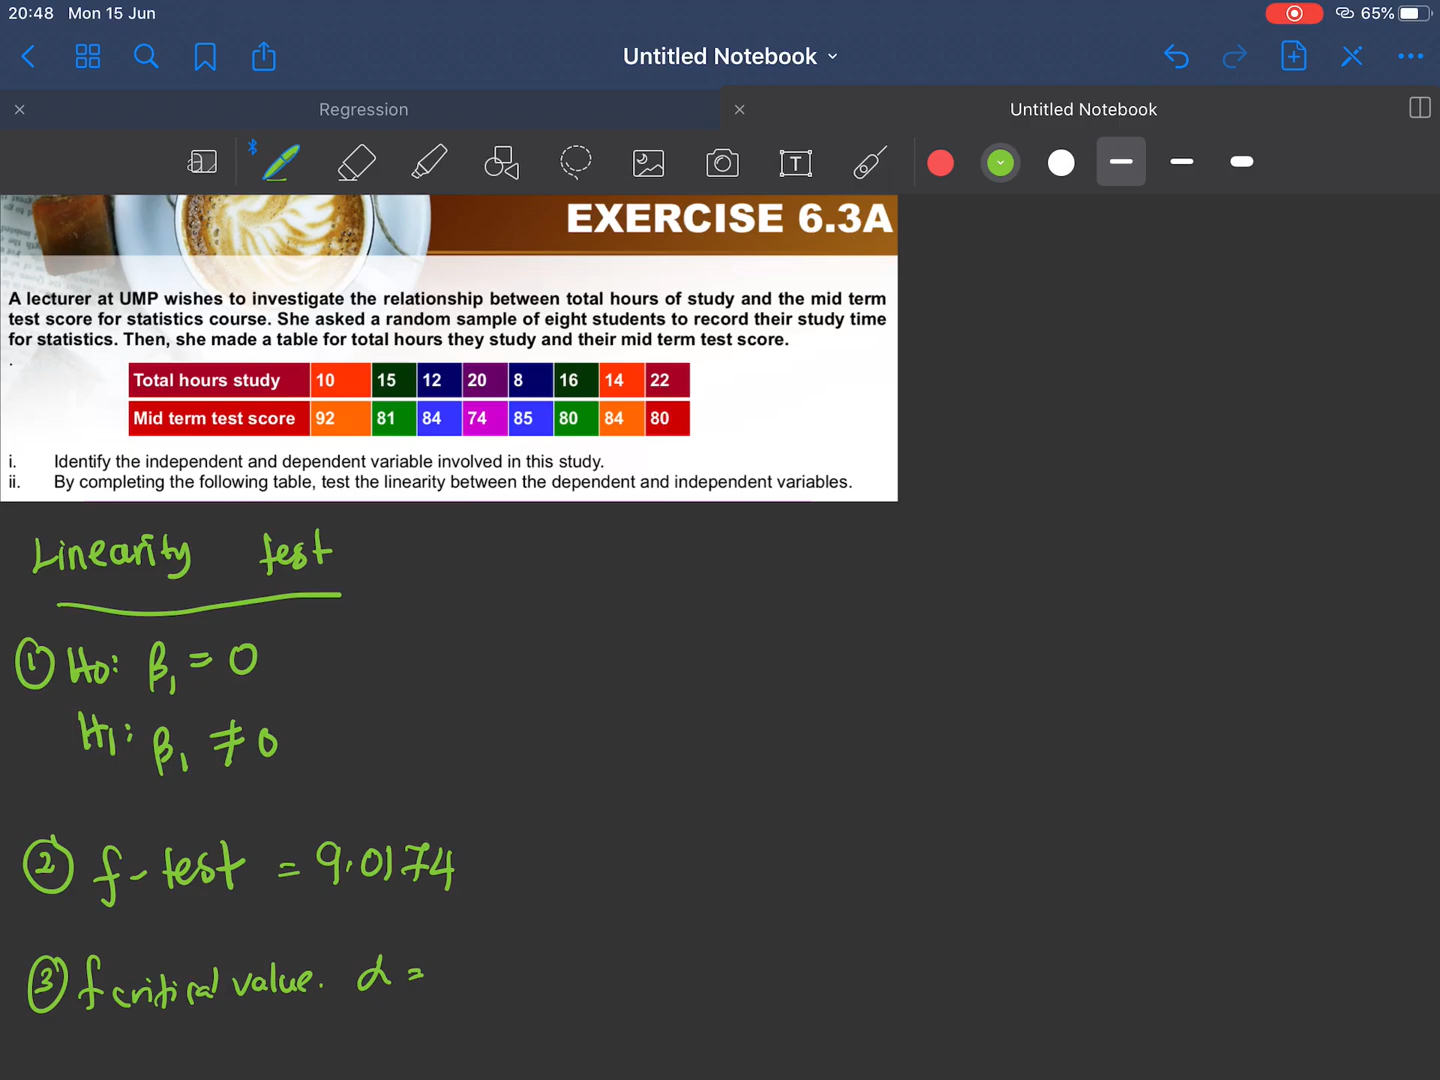 20:48 Mon 15 Jun
65%
Untitled Notebook
Regression
Untitled Notebook
T
EXERCISE 6.3A
A lecturer at UMP wishes to investigate the relationship between total hours of study and the mid term
test score for statistics course. She asked a random sample of eight students to record their study time
for statistics. Then, she made a table for total hours they study and their mid term test score.
.
Total hours study 10 15 12 20 8 16 14 22
Mid term test score 92 81 84 74 85 80 84 80
i. Identify the independent and dependent variable involved in this study.
ii. By completing the following table, test the linearity between the dependent and independent variables.
Linearity test
① H0: β1 = 0
H1: β1 ≠ 0
② f-test = 9.0174
③ f critical value. α =